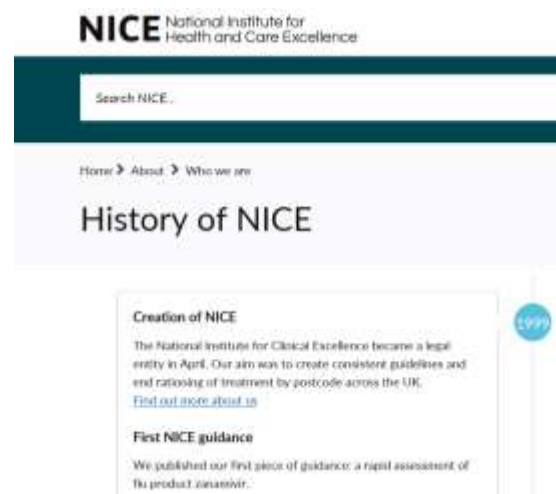 NICE National Institute for
Health and Care Excellence
Search NICE..
Home > About > Who we are
History of NICE
Creation of NICE
1999
The National Institute for Clinical Excellence became a legal
entity in April. Our aim was to create consistent guidelines and
end rationing of treatment by postcode across the UK.
Find out more about us
First NICE guidance
We published our first piece of guidance: a rapid assessment of
flu product zanamivir.